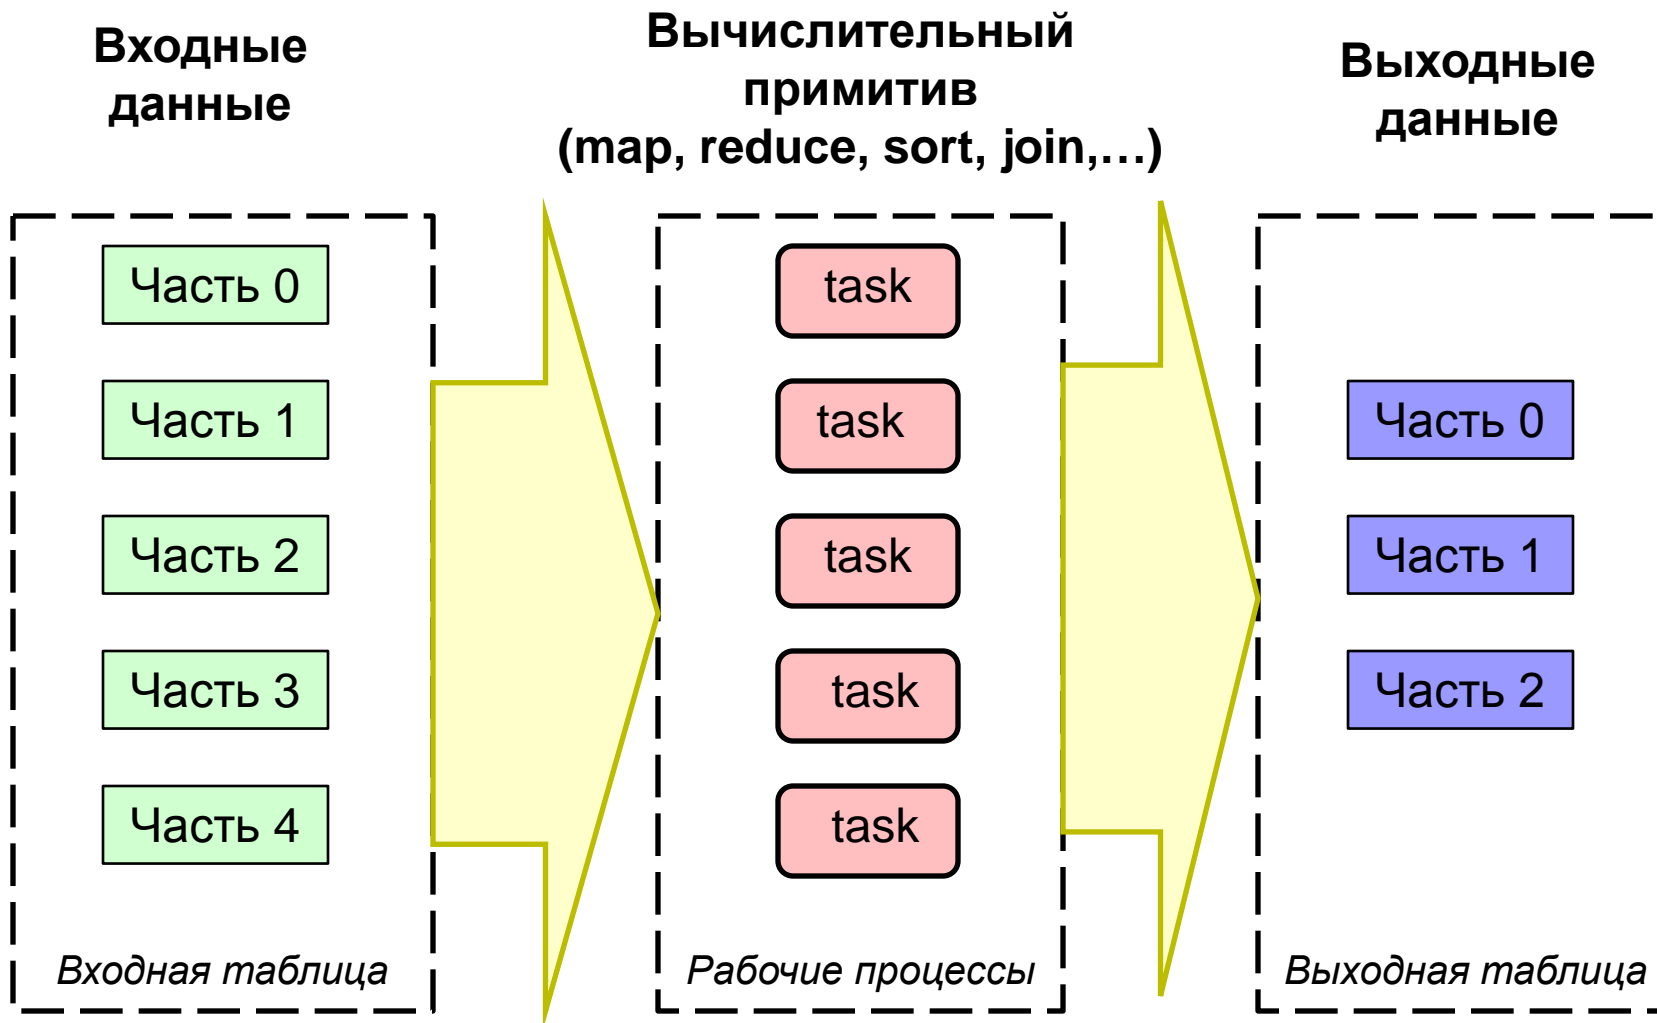 Входные
данные
Вычислительный
примитив
(map, reduce, sort, join,…)
Выходные
данные
Часть 0
Часть 1
Часть 2
Часть 3
Часть 4
Входная таблица
task
task
task
task
task
Рабочие процессы
Часть 0
Часть 1
Часть 2
Выходная таблица